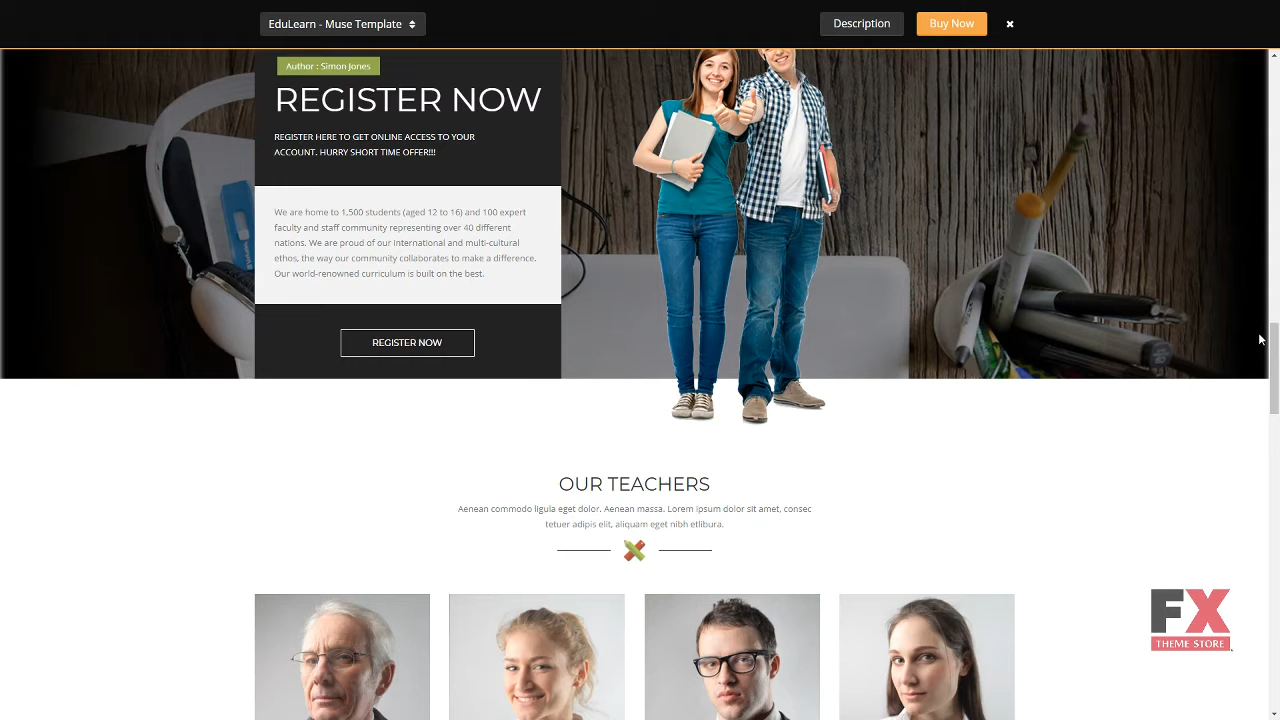 EduLearn - Muse Template
Description
Buy Now
Author : Simon Jones
REGISTER NOW
REGISTER HERE TO GET ONLINE ACCESS TO YOUR
ACCOUNT. HURRY SHORT TIME OFFER!!!
We are home to 1,500 students (aged 12 to 16) and 100 expert
faculty and staff community representing over 40 different
nations. We are proud of our international and multi-cultural
ethos, the way our community collaborates to make a difference.
Our world-renowned curriculum is built on the best.
REGISTER NOW
OUR TEACHERS
Aenean commodo ligula eget dolor. Aenean massa. Lorem ipsum dolor sit amet, consec
tetuer adipis elit, aliquam eget nibh etlibura.
FX
THEME STORE